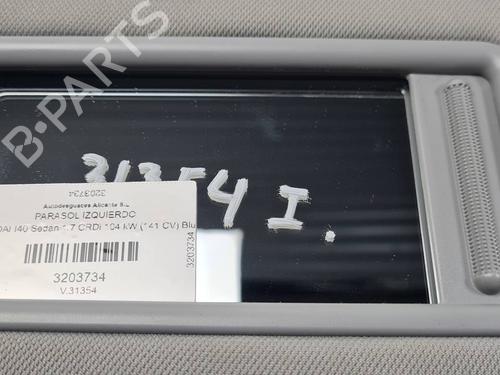 31354 I.
3203734
Autodesguaces Alicante S.L
PARASOL IZQUIERDO
DAI I40 Sedan 1.7 CRDi 104 kW (141 CV) Blu
3203734
V.31354
3203734
B-PARTS